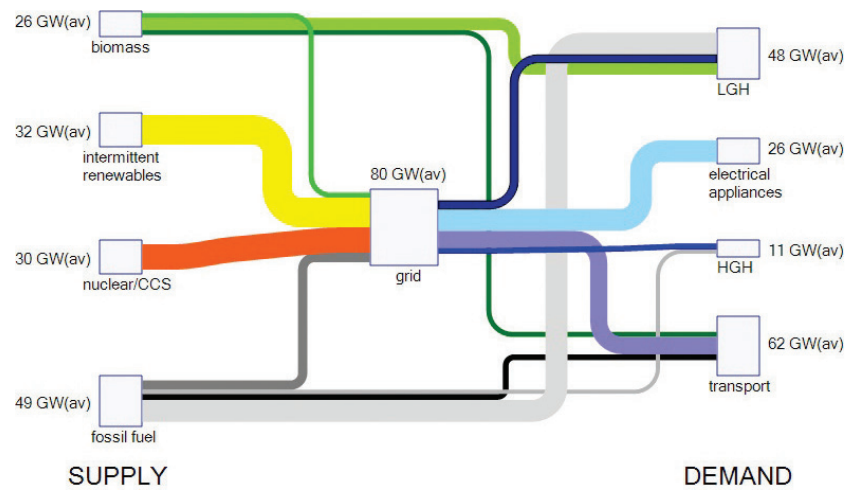 26 GW(av)
biomass
32 GW(av)
intermittent
renewables
30 GW(av)
nuclear/CCS
49 GW(av)
fossil fuel
80 GW(av)
grid
48 GW(av)
LGH
26 GW(av)
electrical
appliances
11 GW(av)
HGH
62 GW(av)
transport
SUPPLY
DEMAND